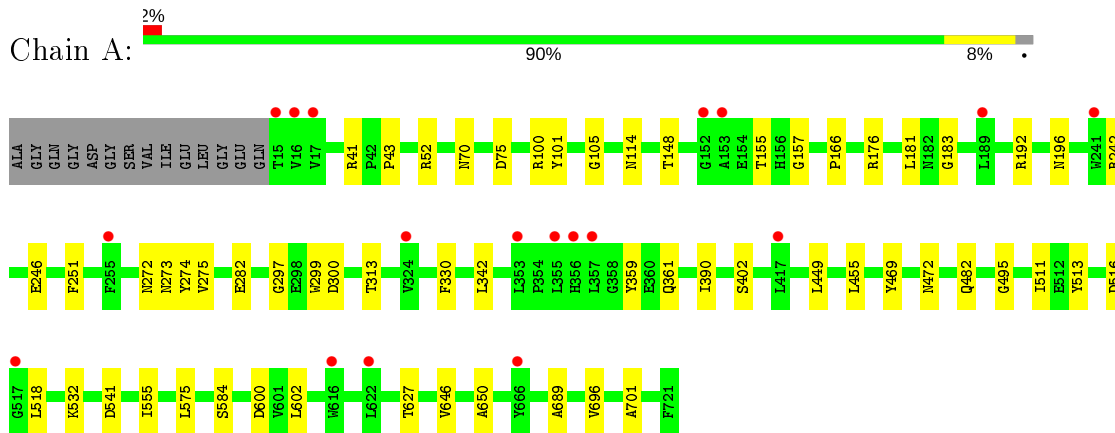 2%
Chain A:
90% 8% •
ALA GLY GLN GLY ASP GLY SER VAL ILE GLU LEU GLY GLU GLN T15 V16 V17 R41 P42 P43 R52 N70 D75 R100 Y101 G105 N114 T148 G152 A153 E154 T155 H156 G157 P166 R176 L181 N182 G183 L189 R192 N196 W241
E246 F251 F255 N272 N273 Y274 V275 E282 G297 E298 W299 D300 T313 V324 F330 L342 L353 P354 L355 H356 L357 G358 Y359 E360 Q361 I390 S402 L417 L449 L455 Y469 N472 Q482 G495 I511 E512 Y513 D516
G517 L518 K532 D541 I555 L575 S584 D600 V601 L602 W616 L622 T627 V646 A650 Y666 A689 V696 A701 F721